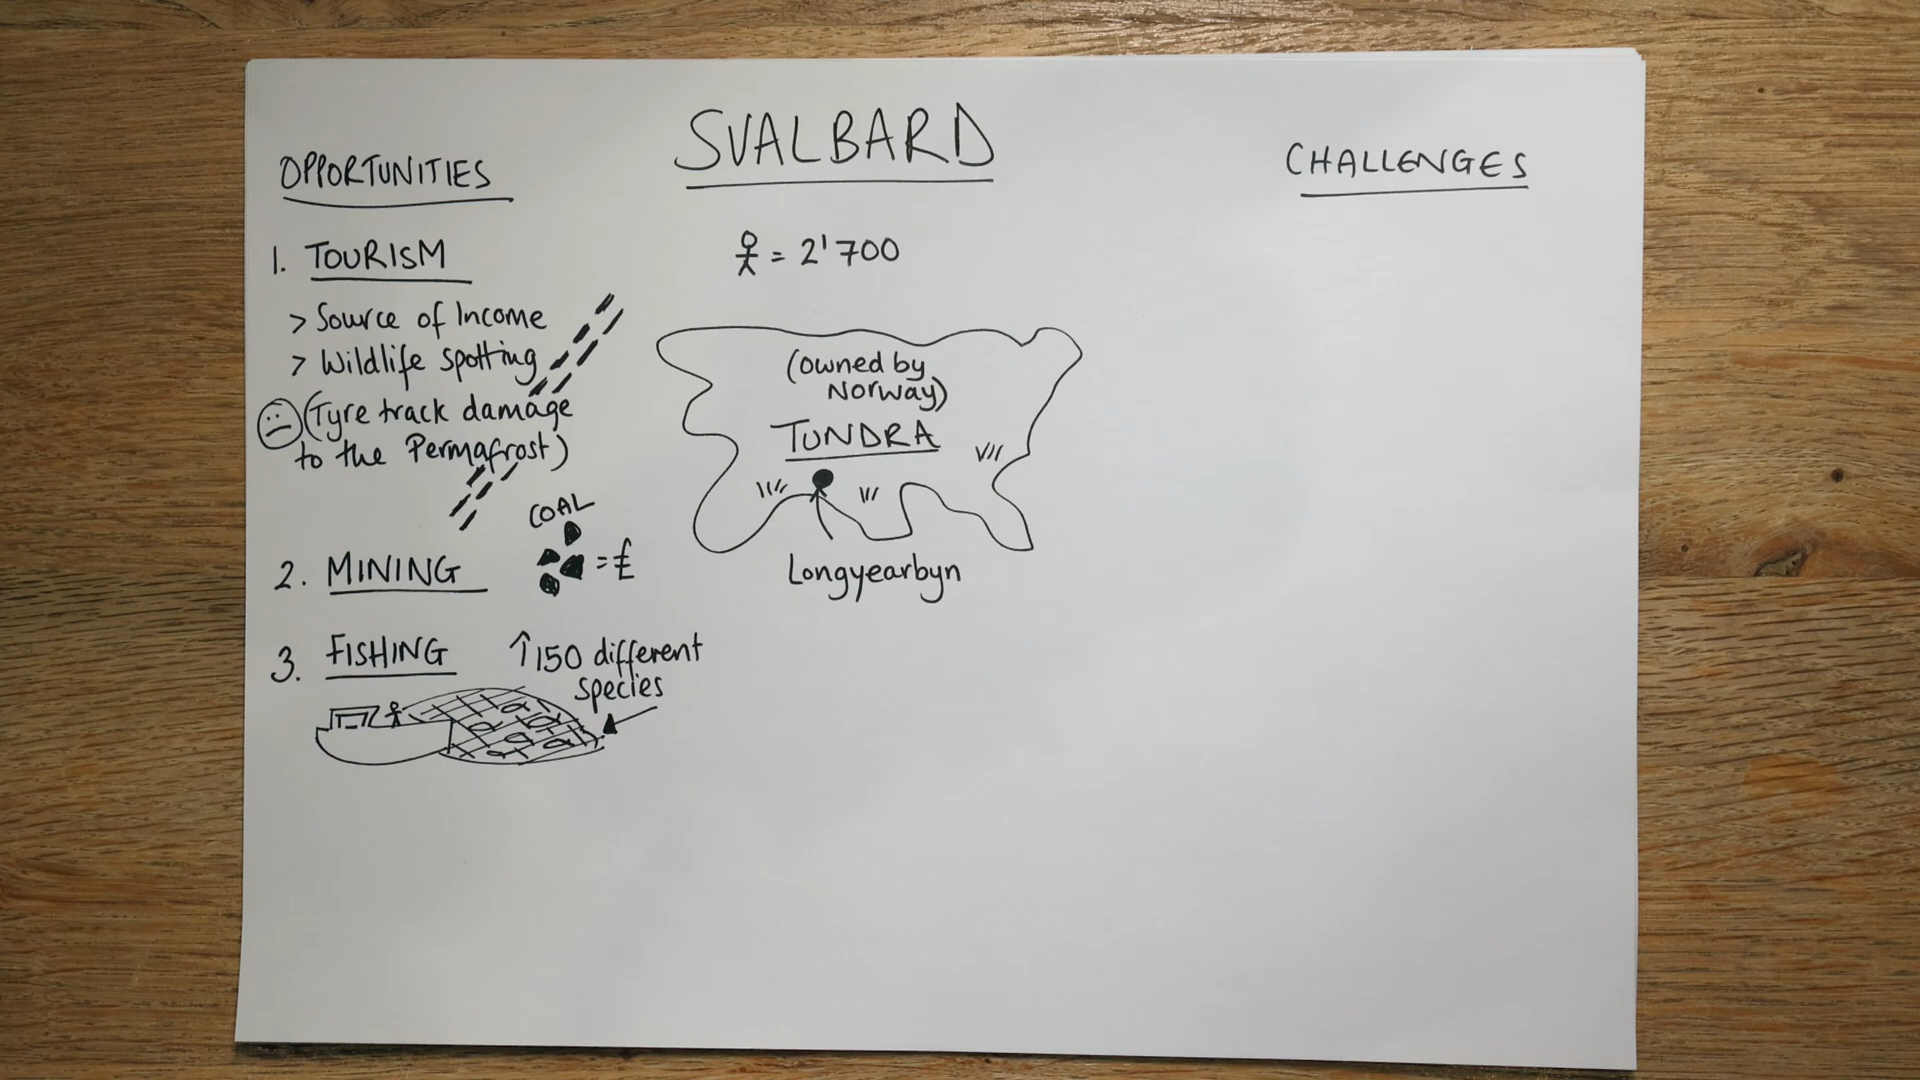 SVALBARD
OPPORTUNITIES
1. TOURISM
> Source of Income
> Wildlife spotting
(Tyre track damage
to the Permafrost)
2. MINING
COAL
= £
3. FISHING
↑150 different
species
= 2'700
(owned by
Norway)
TUNDRA
Longyearbyn
CHALLENGES